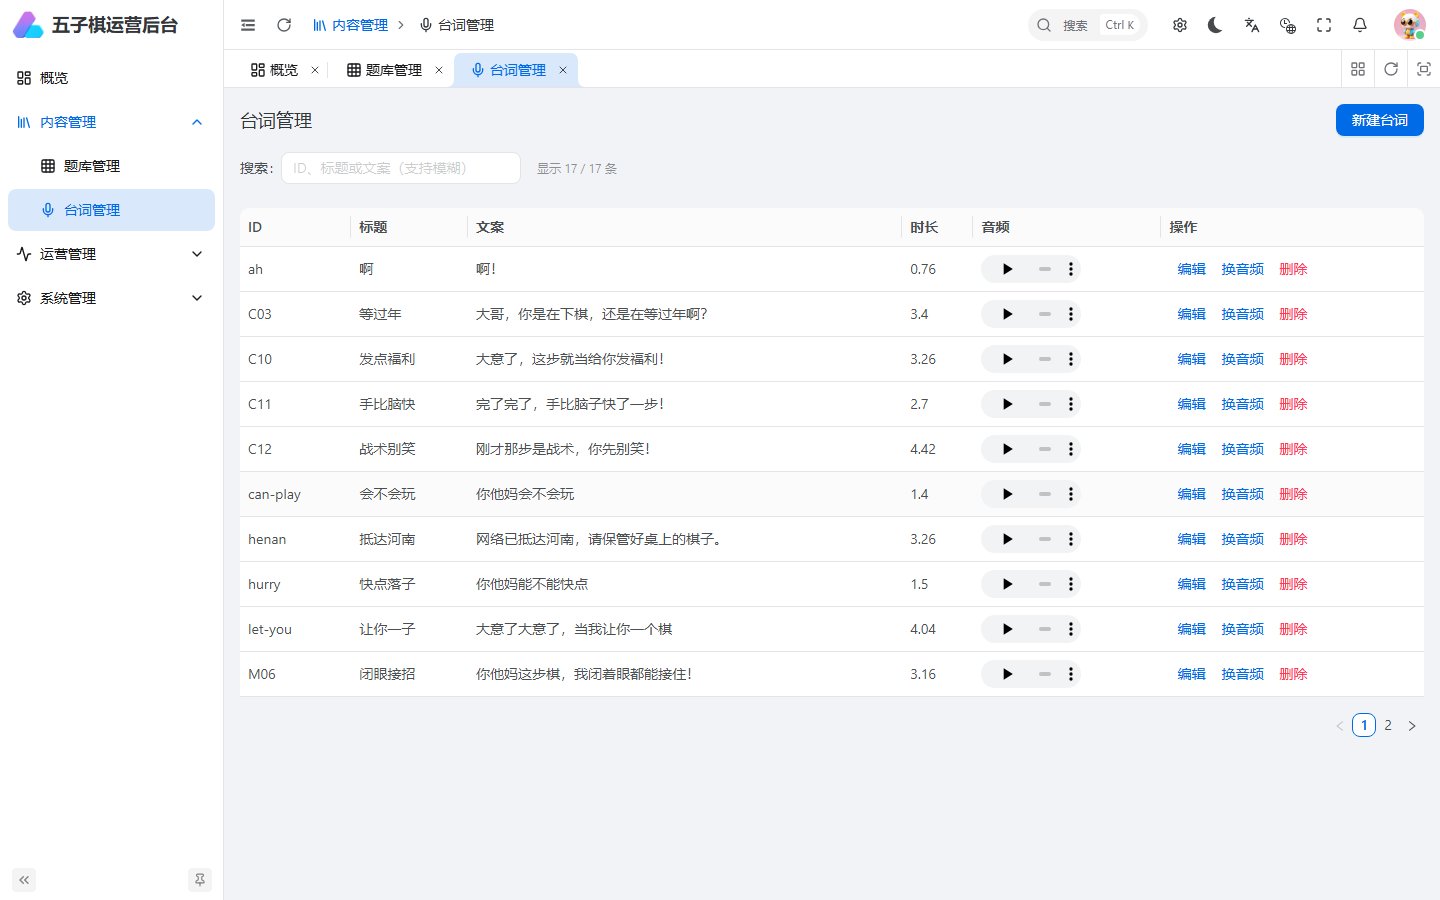 五子棋运营后台
内容管理 > 台词管理
搜索 Ctrl K
概览
内容管理
题库管理
台词管理
运营管理
系统管理
概览 × 题库管理 × 台词管理 ×
台词管理
新建台词
搜索: ID、标题或文案（支持模糊） 显示 17 / 17 条
ID 标题 文案 时长 音频 操作
ah 啊 啊！ 0.76 编辑 换音频 删除
C03 等过年 大哥，你是在下棋，还是在等过年啊？ 3.4 编辑 换音频 删除
C10 发点福利 大意了，这步就当给你发福利！ 3.26 编辑 换音频 删除
C11 手比脑快 完了完了，手比脑子快了一步！ 2.7 编辑 换音频 删除
C12 战术别笑 刚才那步是战术，你先别笑！ 4.42 编辑 换音频 删除
can-play 会不会玩 你他妈会不会玩 1.4 编辑 换音频 删除
henan 抵达河南 网络已抵达河南，请保管好桌上的棋子。 3.26 编辑 换音频 删除
hurry 快点落子 你他妈能不能快点 1.5 编辑 换音频 删除
let-you 让你一子 大意了大意了，当我让你一个棋 4.04 编辑 换音频 删除
M06 闭眼接招 你他妈这步棋，我闭着眼都能接住！ 3.16 编辑 换音频 删除
1 2